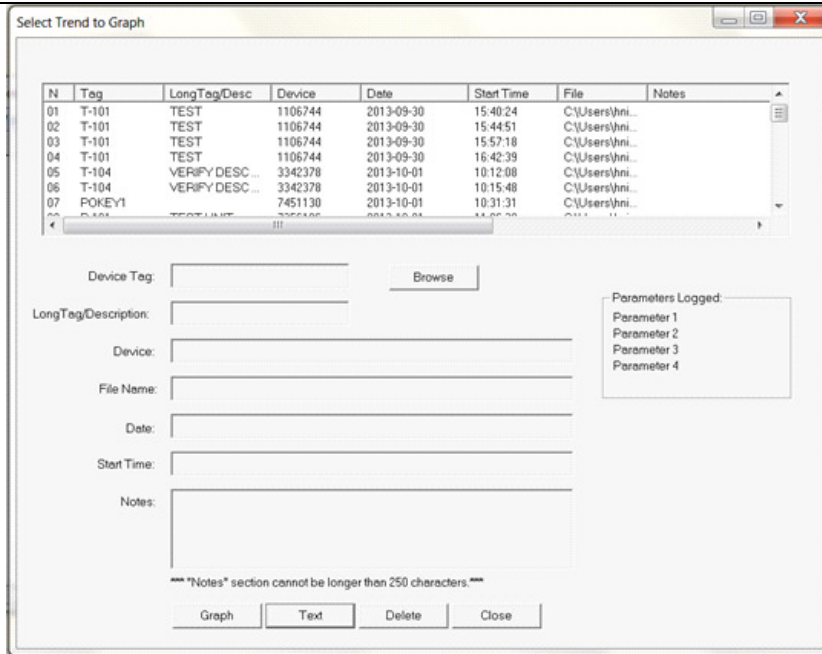 Select Trend to Graph
N Tag LongTag/Desc Device Date Start Time File Notes
01 T-101 TEST 1106744 2013-09-30 15:40:24 C:\Users\hni...
02 T-101 TEST 1106744 2013-09-30 15:44:51 C:\Users\hni...
03 T-101 TEST 1106744 2013-09-30 15:57:18 C:\Users\hni...
04 T-101 TEST 1106744 2013-09-30 16:42:39 C:\Users\hni...
05 T-104 VERIFY DESC ... 3342378 2013-10-01 10:12:08 C:\Users\hni...
06 T-104 VERIFY DESC ... 3342378 2013-10-01 10:15:48 C:\Users\hni...
07 POKEY1 7451130 2013-10-01 10:31:31 C:\Users\hni...
Device Tag: Browse
LongTag/Description:
Device:
File Name:
Date:
Start Time:
Notes:
Parameters Logged:
Parameter 1
Parameter 2
Parameter 3
Parameter 4
*** "Notes" section cannot be longer than 250 characters.***
Graph Text Delete Close